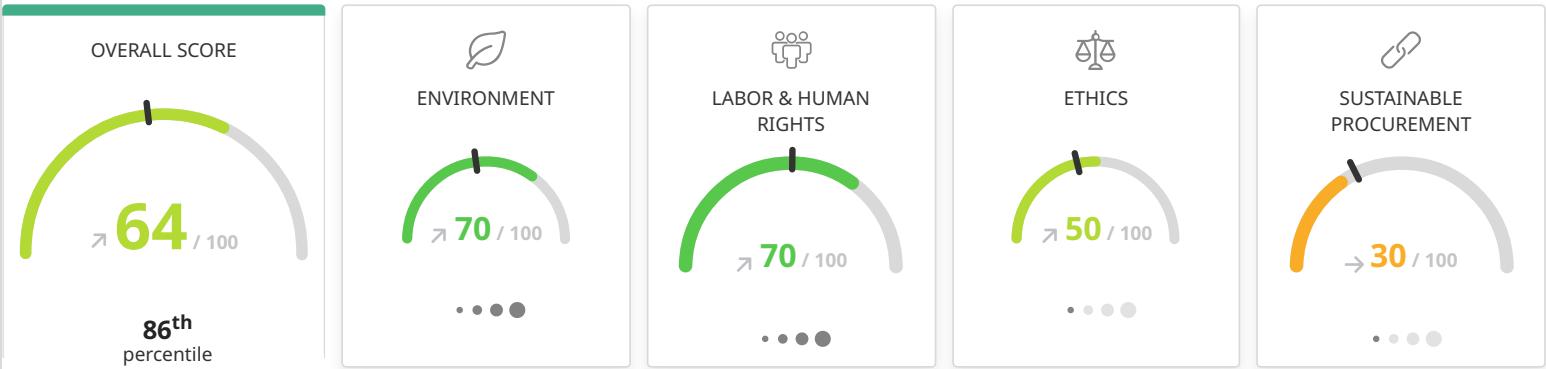 OVERALL SCORE
64 / 100
86th
percentile
ENVIRONMENT
70 / 100
LABOR & HUMAN
RIGHTS
70 / 100
ETHICS
50 / 100
SUSTAINABLE
PROCUREMENT
30 / 100